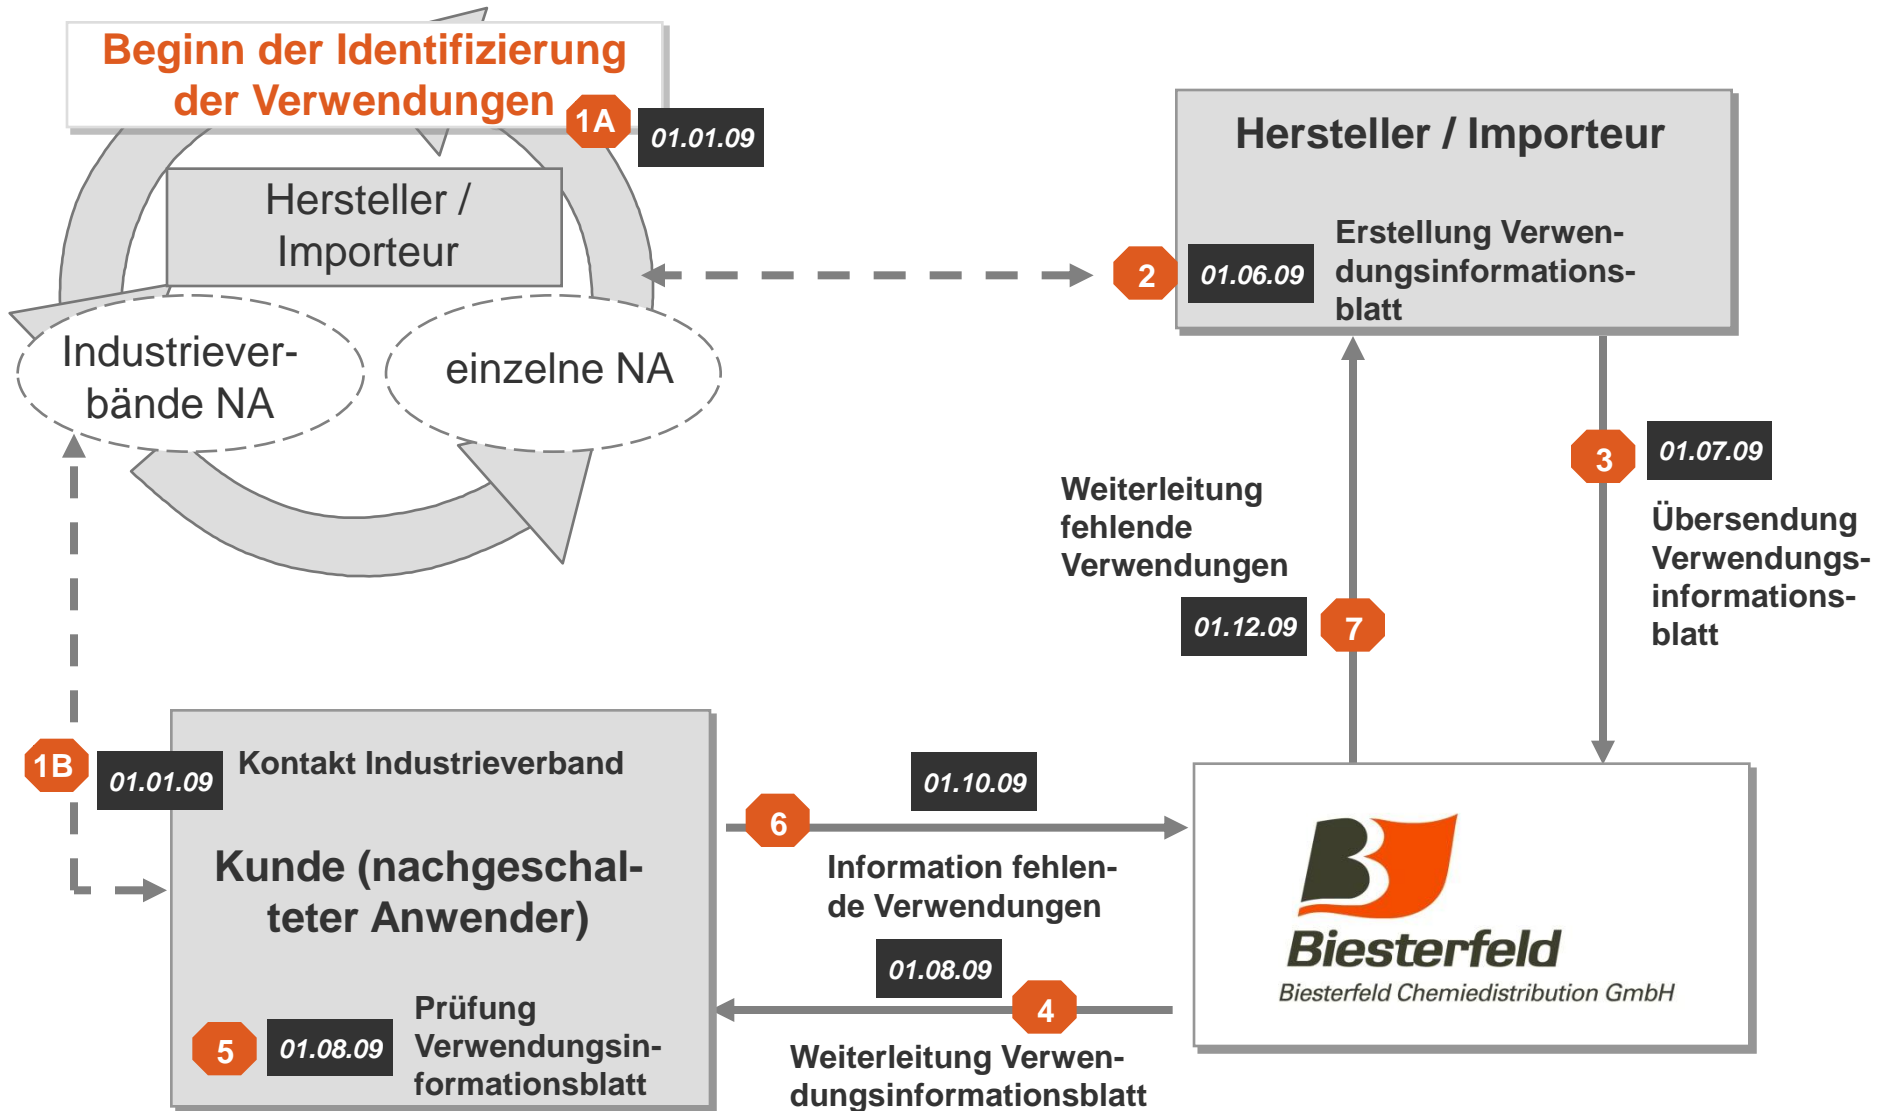 Beginn der Identifizierung
der Verwendungen
1A
01.01.09
Hersteller /
Importeur
Industriever-
bände NA
einzelne NA
Hersteller / Importeur
2
01.06.09
Erstellung Verwen-
dungsinformations-
blatt
3
01.07.09
Übersendung
Verwendungs-
informations-
blatt
Weiterleitung
fehlende
Verwendungen
01.12.09
7
1B
01.01.09
Kontakt Industrieverband
Kunde (nachgeschal-
teter Anwender)
5
01.08.09
Prüfung
Verwendungsin-
formationsblatt
01.10.09
6
Information fehlen-
de Verwendungen
01.08.09
4
Weiterleitung Verwen-
dungsinformationsblatt
B
Biesterfeld
Biesterfeld Chemiedistribution GmbH